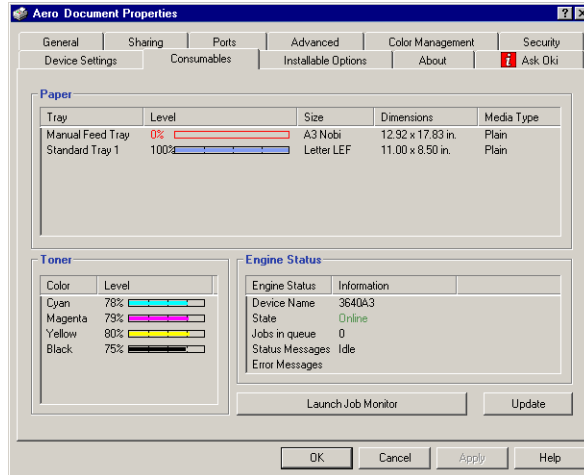 Aero Document Properties
General Sharing Ports Advanced Color Management Security
Device Settings Consumables Installable Options About i Ask Oki
Paper
Tray Level Size Dimensions Media Type
Manual Feed Tray 0% A3 Nobi 12.92 x 17.83 in. Plain
Standard Tray 1 100% Letter LEF 11.00 x 8.50 in. Plain
Toner
Color Level
Cyan 78%
Magenta 79%
Yellow 80%
Black 75%
Engine Status
Engine Status Information
Device Name 3640A3
State Online
Jobs in queue 0
Status Messages Idle
Error Messages
Launch Job Monitor Update
OK Cancel Apply Help